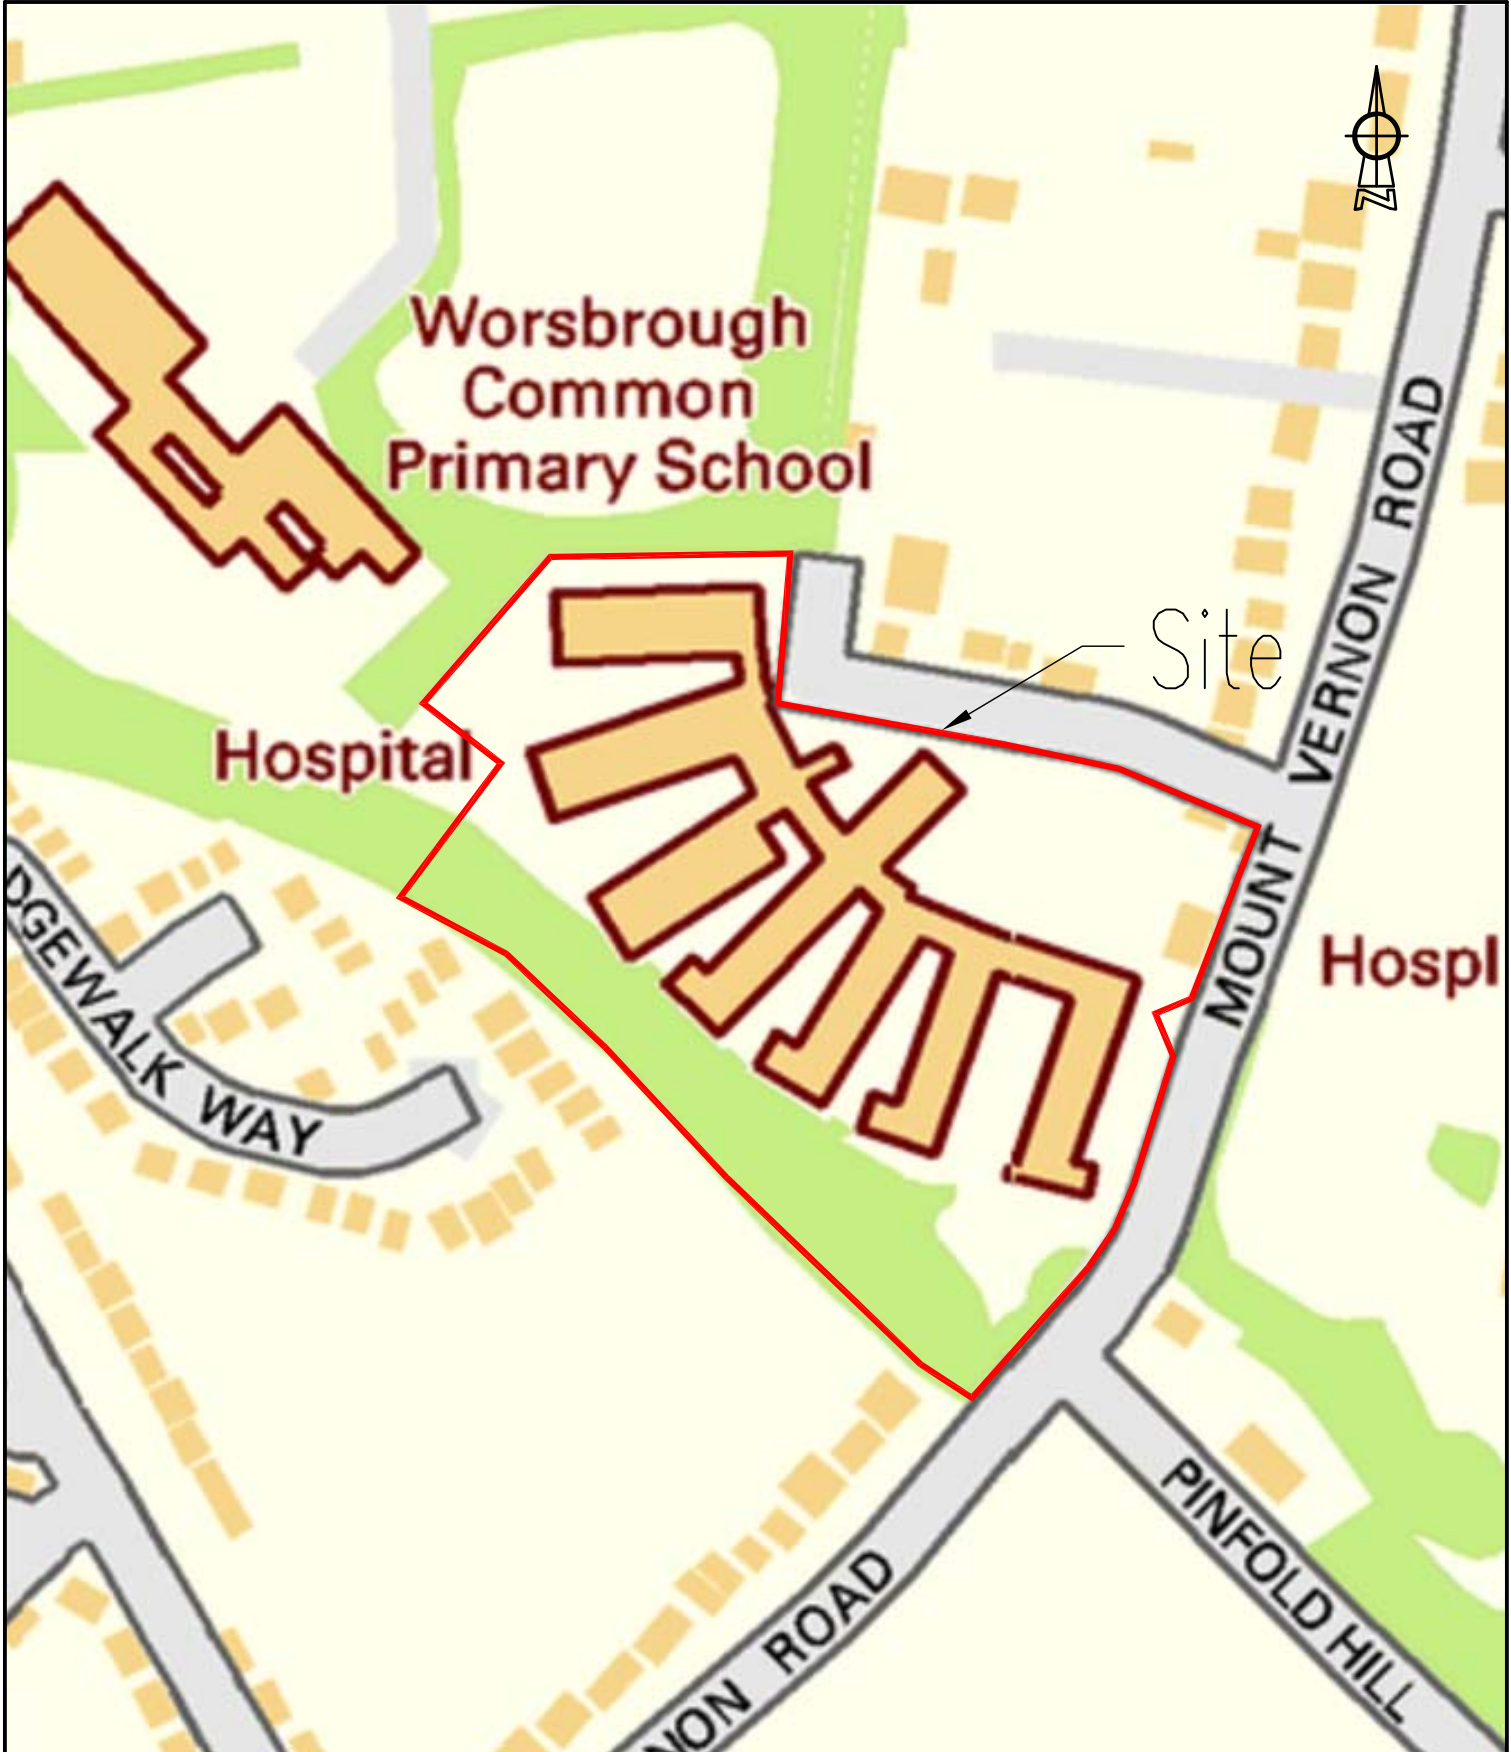 N
Worsbrough
Common
Primary School
Site
MOUNT VERNON ROAD
Hospital
Hospl
DGEWALK WAY
NON ROAD
PINFOLD HILL